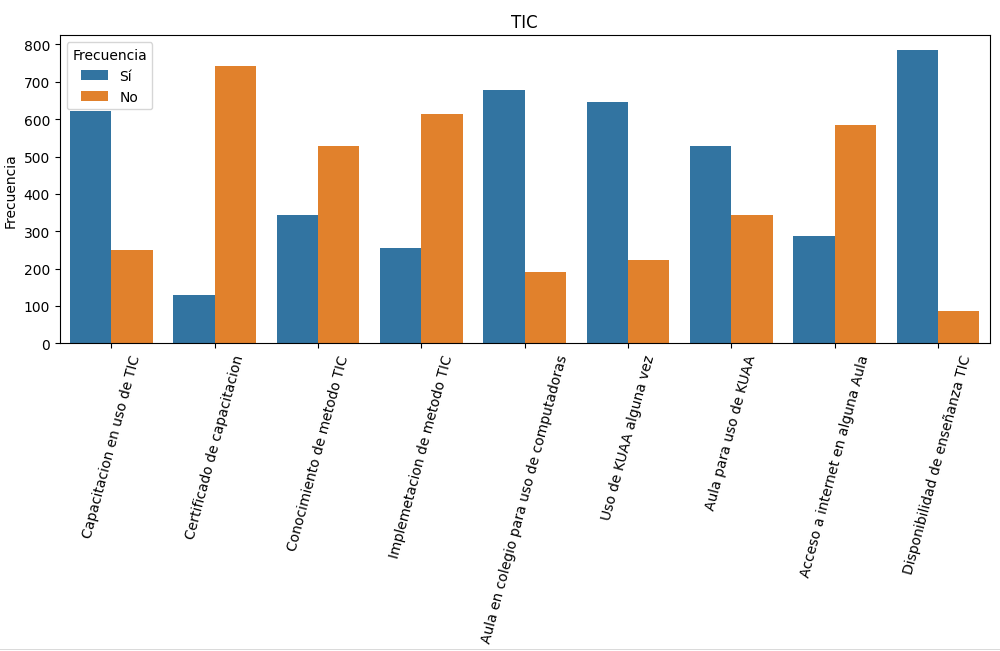 TIC
Frecuencia
Sí
No
Frecuencia
800
700
600
500
400
300
200
100
0
Capacitacion en uso de TIC
Certificado de capacitacion
Conocimiento de metodo TIC
Implemetacion de metodo TIC
Aula en colegio para uso de computadoras
Uso de KUAA alguna vez
Aula para uso de KUAA
Acceso a internet en alguna Aula
Disponibilidad de enseñanza TIC